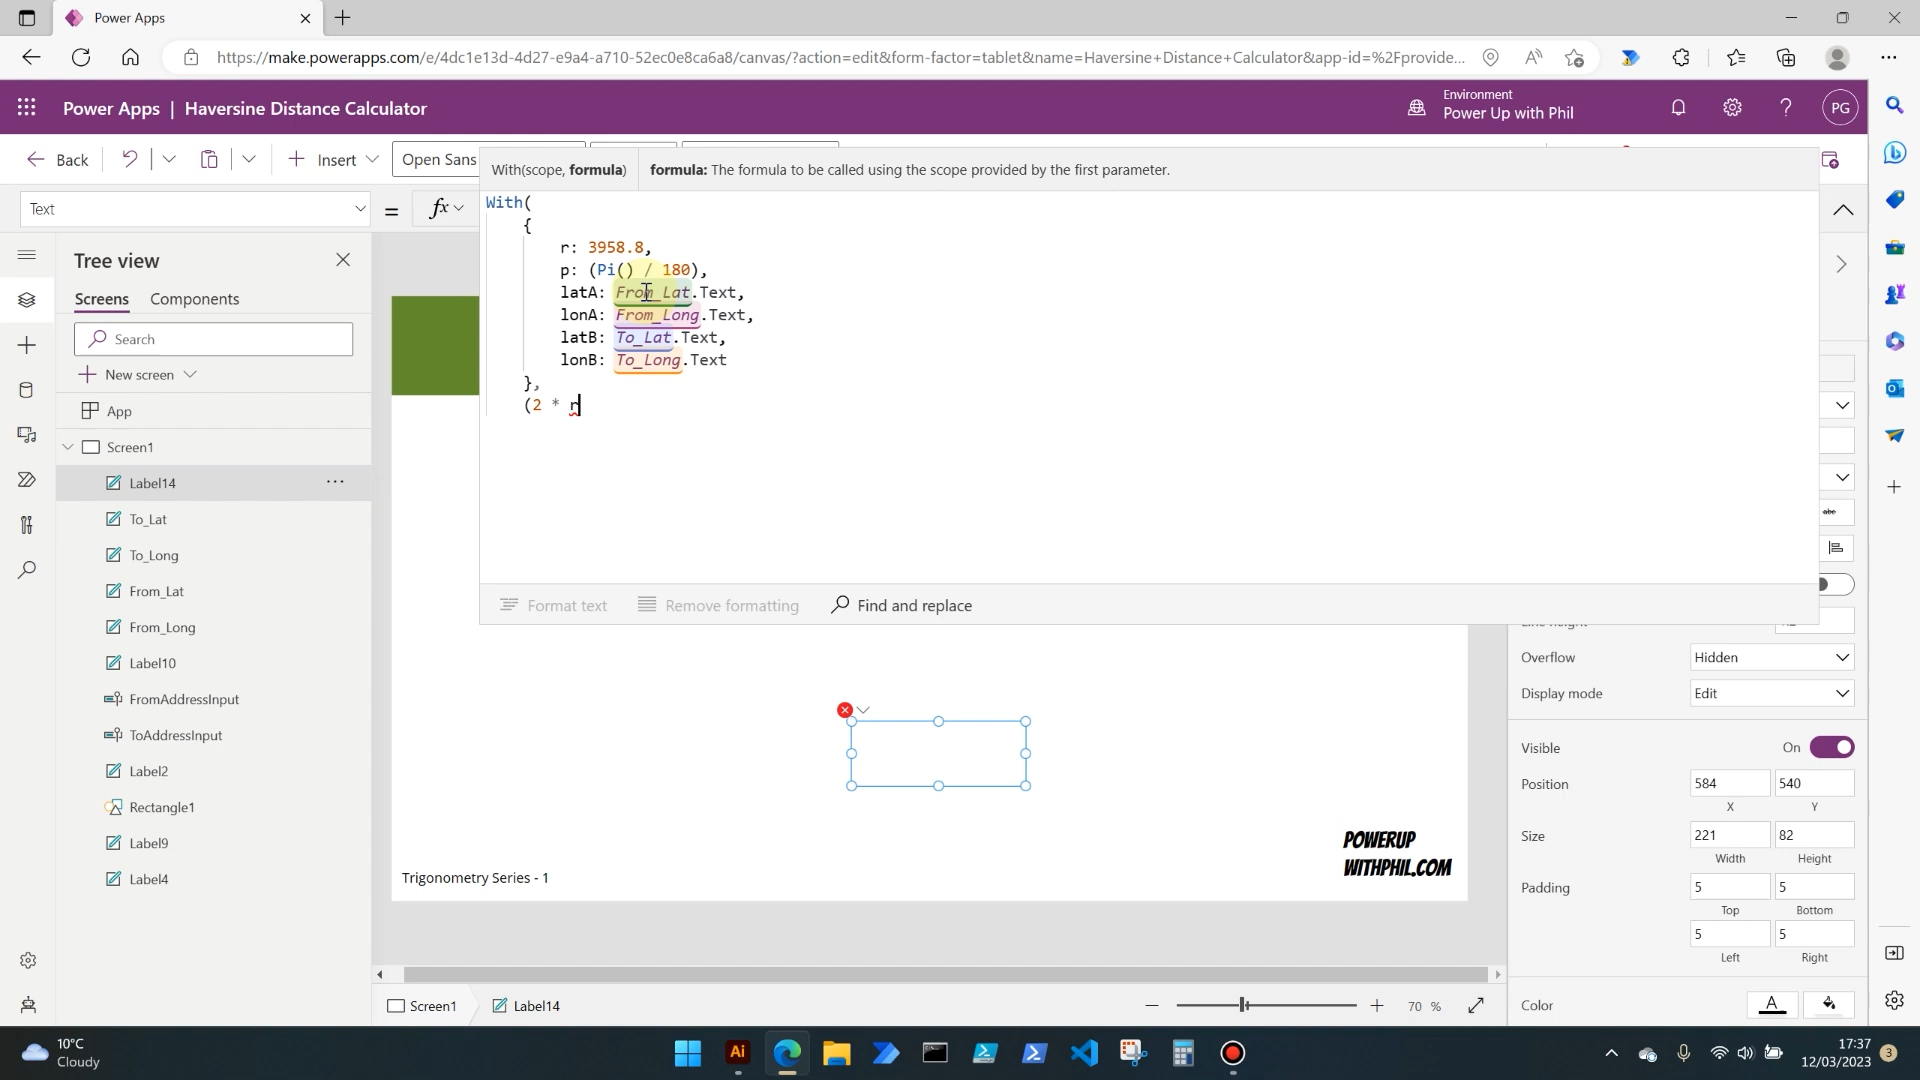 Power Apps
https://make.powerapps.com/e/4dc1e13d-4d27-e9a4-a710-52ec0e8ca6a8/canvas/?action=edit&form-factor=tablet&name=Haversine+Distance+Calculator&app-id=%2Fprovide...
Power Apps | Haversine Distance Calculator
Environment
Power Up with Phil
PG
Back
Insert
Open Sans
With(scope, formula)
formula: The formula to be called using the scope provided by the first parameter.
Text
=
fx
With(
{
r: 3958.8,
p: (Pi() / 180),
latA: From_Lat.Text,
lonA: From_Long.Text,
latB: To_Lat.Text,
lonB: To_Long.Text
},
(2 * r
Format text
Remove formatting
Find and replace
Tree view
Screens
Components
Search
New screen
App
Screen1
Label14
To_Lat
To_Long
From_Lat
From_Long
Label10
FromAddressInput
ToAddressInput
Label2
Rectangle1
Label9
Label4
abc
Overflow
Hidden
Display mode
Edit
Visible
On
Position
584
540
X
Y
Size
221
82
Width
Height
Padding
5
5
Top
Bottom
5
5
Left
Right
Color
A
POWERUP
WITHPHIL.COM
Trigonometry Series - 1
Screen1
Label14
70 %
10°C
Cloudy
Ai
17:37
12/03/2023
3